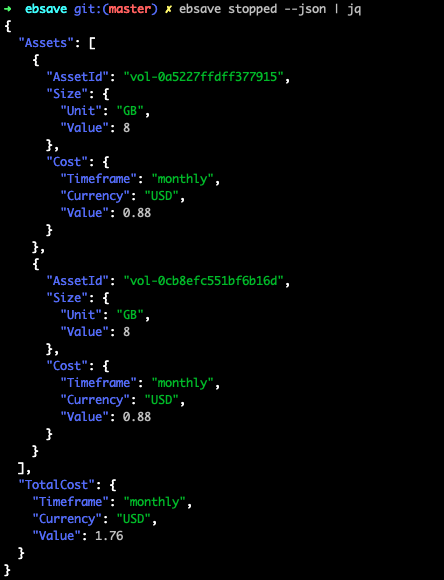 ➜ ebsave git:(master) ✗ ebsave stopped --json | jq
{
  "Assets": [
    {
      "AssetId": "vol-0a5227ffdff377915",
      "Size": {
        "Unit": "GB",
        "Value": 8
      },
      "Cost": {
        "Timeframe": "monthly",
        "Currency": "USD",
        "Value": 0.88
      }
    },
    {
      "AssetId": "vol-0cb8efc551bf6b16d",
      "Size": {
        "Unit": "GB",
        "Value": 8
      },
      "Cost": {
        "Timeframe": "monthly",
        "Currency": "USD",
        "Value": 0.88
      }
    }
  ],
  "TotalCost": {
    "Timeframe": "monthly",
    "Currency": "USD",
    "Value": 1.76
  }
}